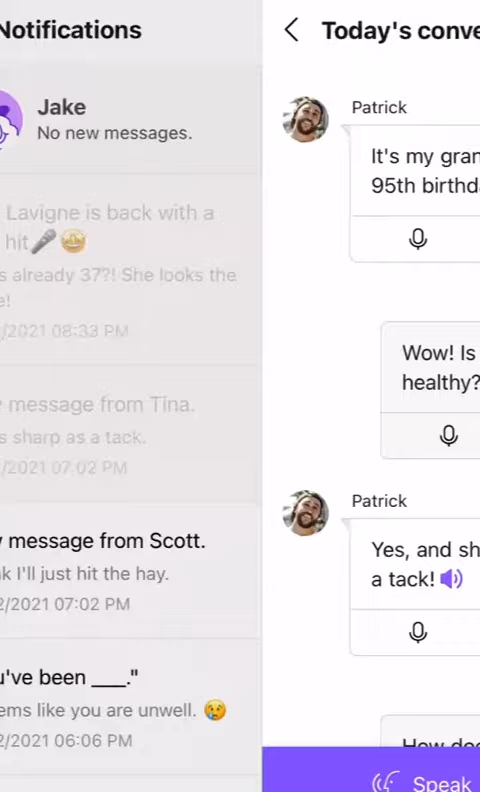 Notifications
Jake
No new messages.
Lavigne is back with a
hit🎤🤩
already 37?! She looks the
/2021 08:33 PM
message from Tina.
sharp as a tack.
/2021 07:02 PM
message from Scott.
I'll just hit the hay.
2/2021 07:02 PM
u've been ____."
ems like you are unwell. 😢
2/2021 06:06 PM
Today's conve
Patrick
It's my gran
95th birthd
Wow! Is
healthy?
Patrick
Yes, and sh
a tack!
How doe
Speak